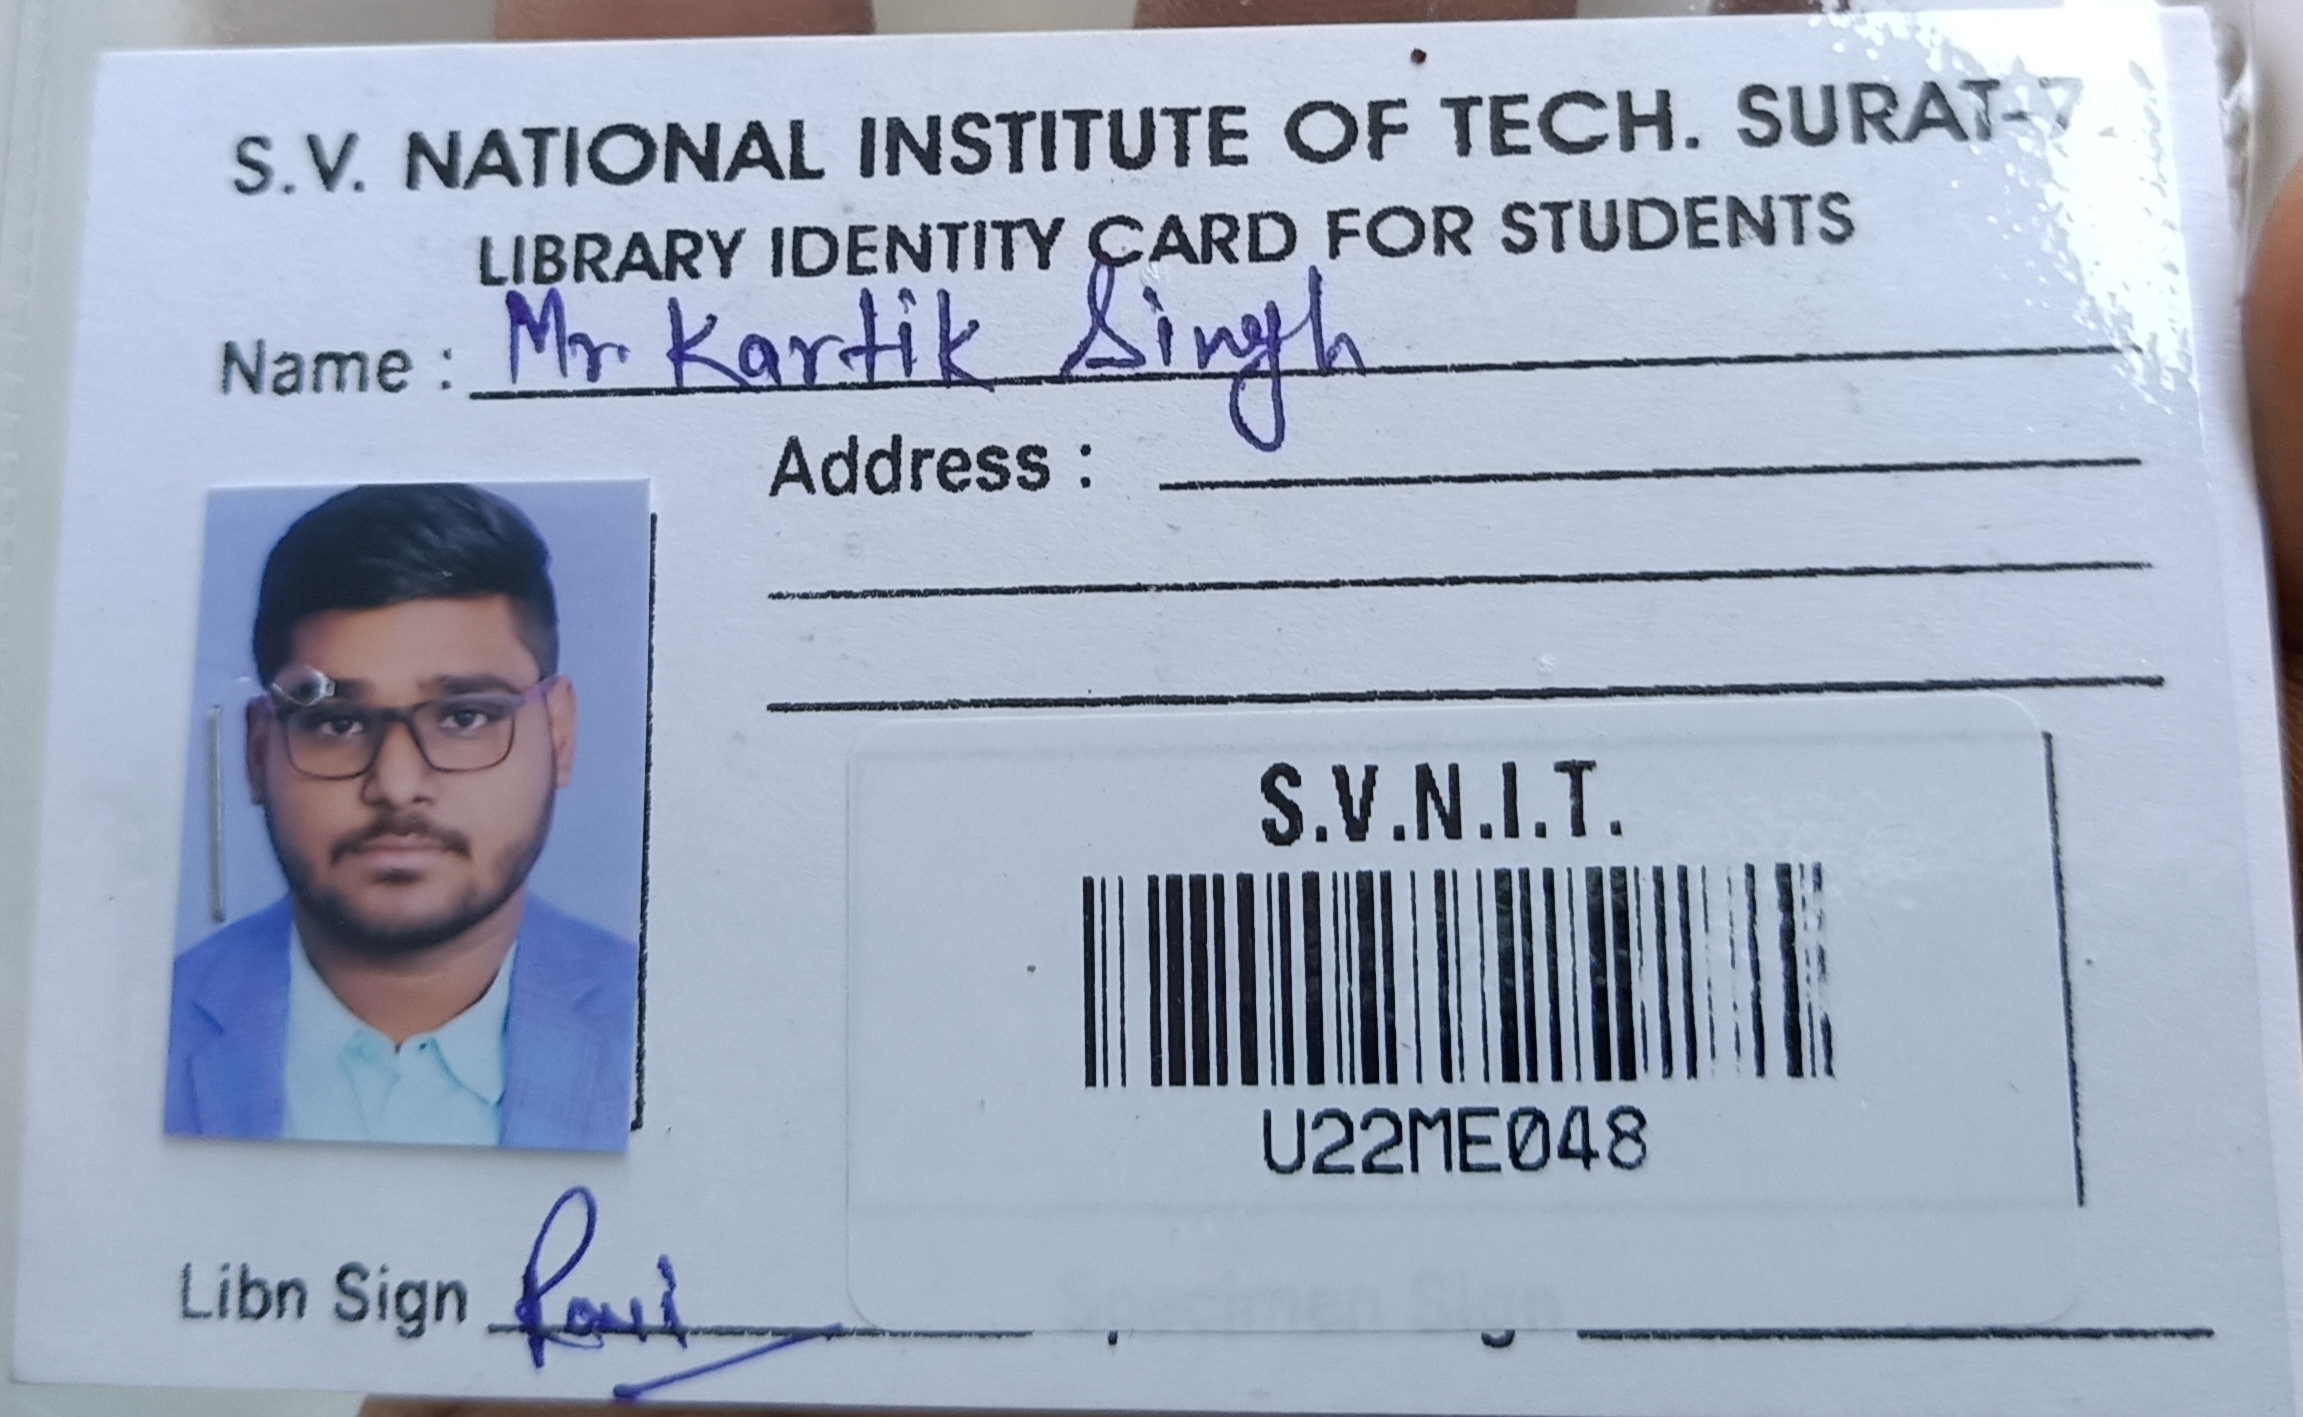 S.V. NATIONAL INSTITUTE OF TECH. SURAT-7
LIBRARY IDENTITY CARD FOR STUDENTS
Name : Mr. Kartik Singh
Address :
S.V.N.I.T.
U22ME048
Libn Sign Ravi
Specimen Sign